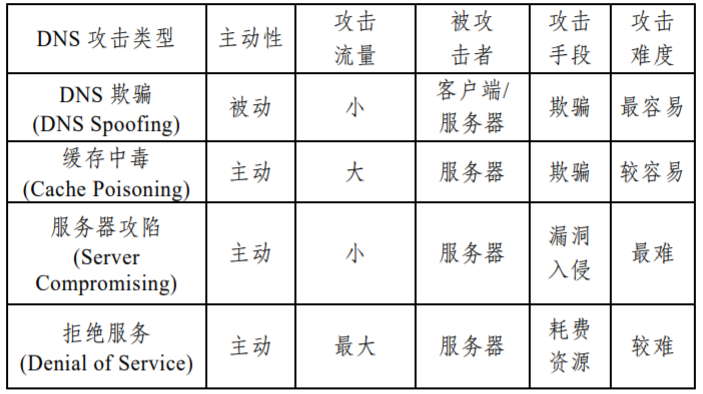 DNS 攻击类型 主动性 攻击流量 被攻击者 攻击手段 攻击难度
DNS 欺骗 (DNS Spoofing) 被动 小 客户端/服务器 欺骗 最容易
缓存中毒 (Cache Poisoning) 主动 大 服务器 欺骗 较容易
服务器攻陷 (Server Compromising) 主动 小 服务器 漏洞入侵 最难
拒绝服务 (Denial of Service) 主动 最大 服务器 耗费资源 较难